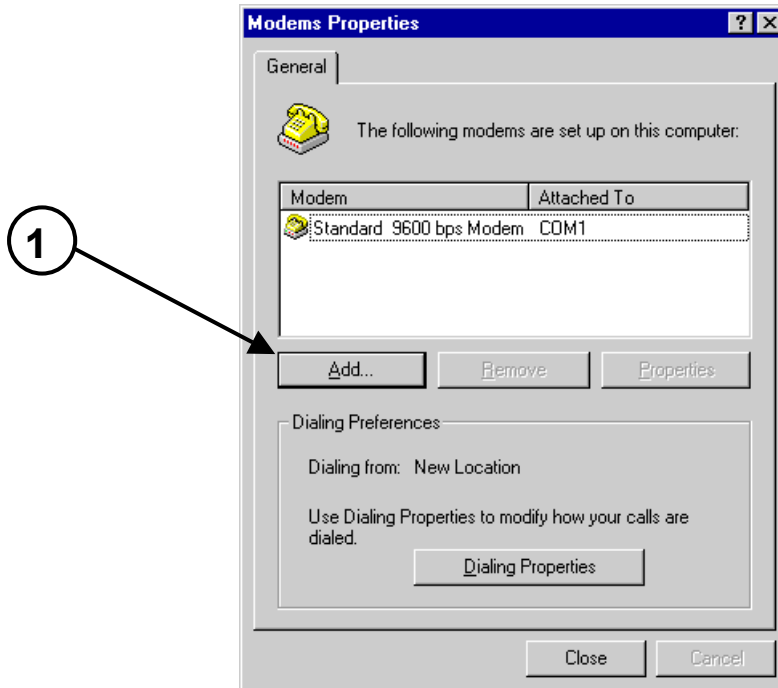 Modems Properties
General
The following modems are set up on this computer:
Modem Attached To
Standard 9600 bps Modem COM1
1
Add... Remove Properties
Dialing Preferences
Dialing from: New Location
Use Dialing Properties to modify how your calls are
dialed.
Dialing Properties
Close Cancel